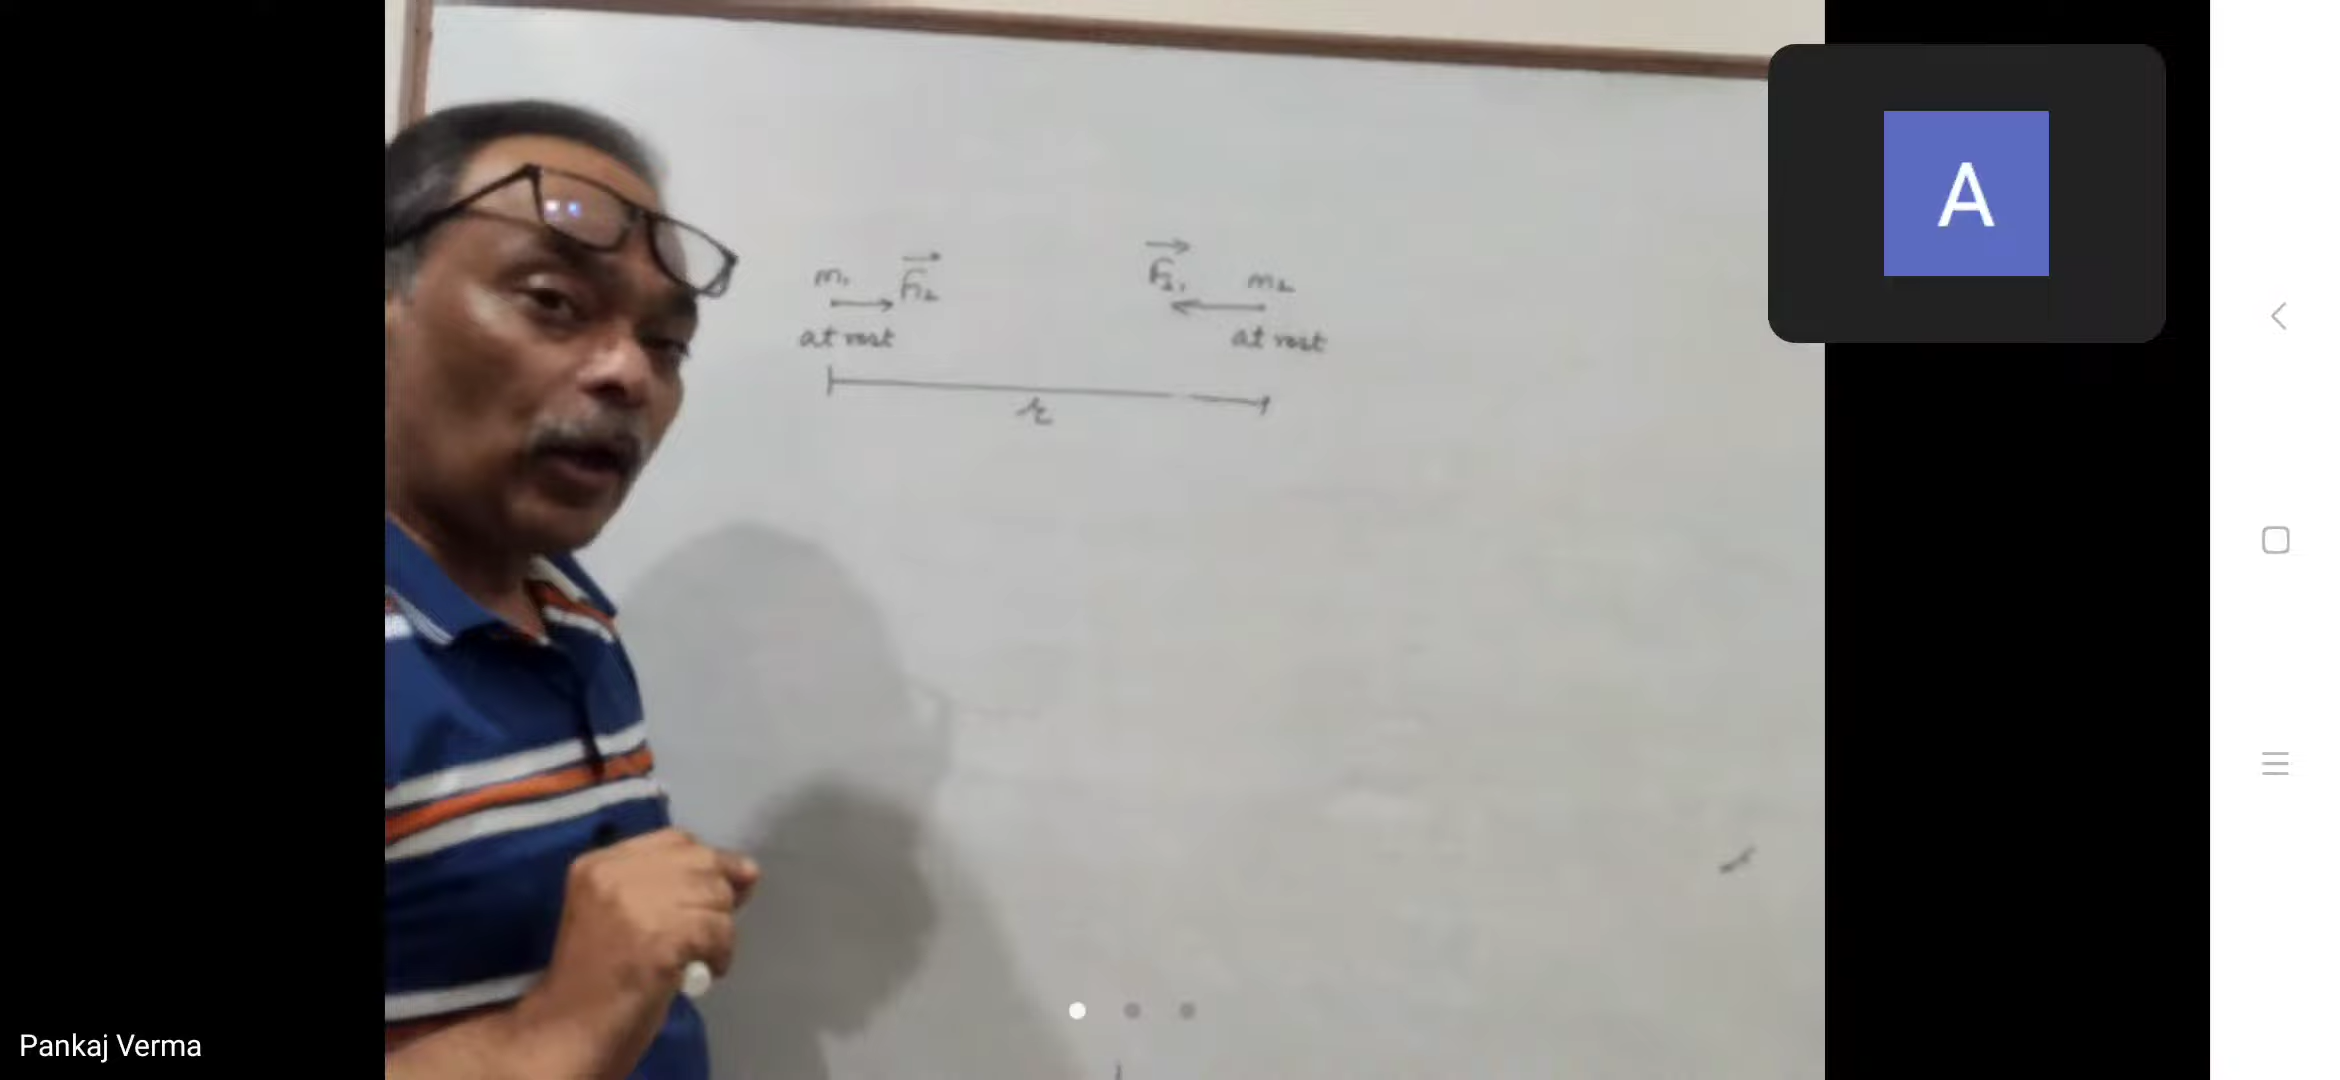 m₁ F₁₂ F₂₁ m₂
at rest at rest
r
A
Pankaj Verma